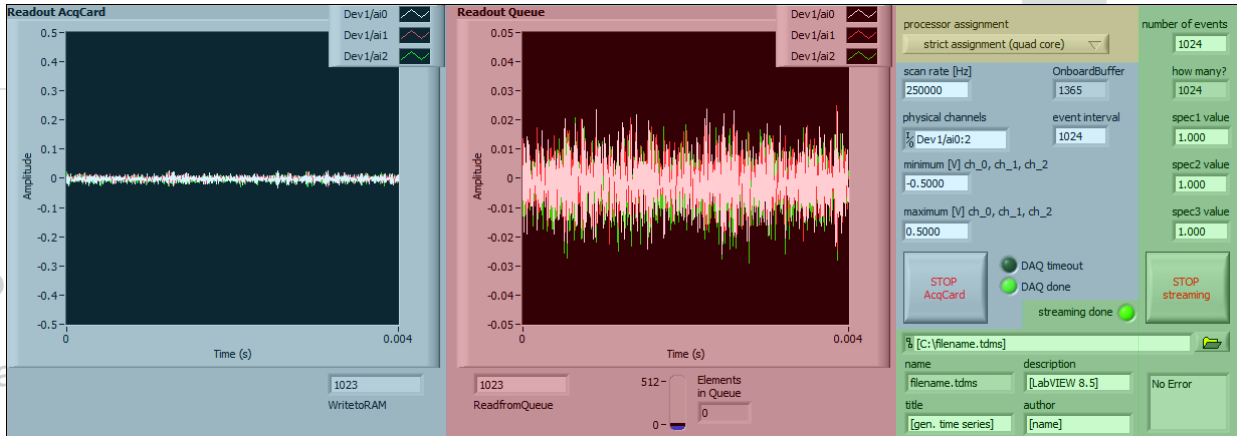 Readout AcqCard
Dev1/ai0
Dev1/ai1
Dev1/ai2
Amplitude
0.5
0.4
0.3
0.2
0.1
0
-0.1
-0.2
-0.3
-0.4
-0.5
0
0.004
Time (s)
1023
WritetoRAM
Readout Queue
Dev1/ai0
Dev1/ai1
Dev1/ai2
Amplitude
0.05
0.04
0.03
0.02
0.01
0
-0.01
-0.02
-0.03
-0.04
-0.05
0
0.004
Time (s)
1023
ReadfromQueue
512
0
Elements
in Queue
0
processor assignment
strict assignment (quad core)
scan rate [Hz]
250000
OnboardBuffer
1365
physical channels
Dev1/ai0:2
event interval
1024
minimum [V] ch_0, ch_1, ch_2
-0.5000
maximum [V] ch_0, ch_1, ch_2
0.5000
STOP
AcqCard
DAQ timeout
DAQ done
streaming done
number of events
1024
how many?
1024
spec1 value
1.000
spec2 value
1.000
spec3 value
1.000
STOP
streaming
[C:\filename.tdms]
name
filename.tdms
description
[LabVIEW 8.5]
title
[gen. time series]
author
[name]
No Error